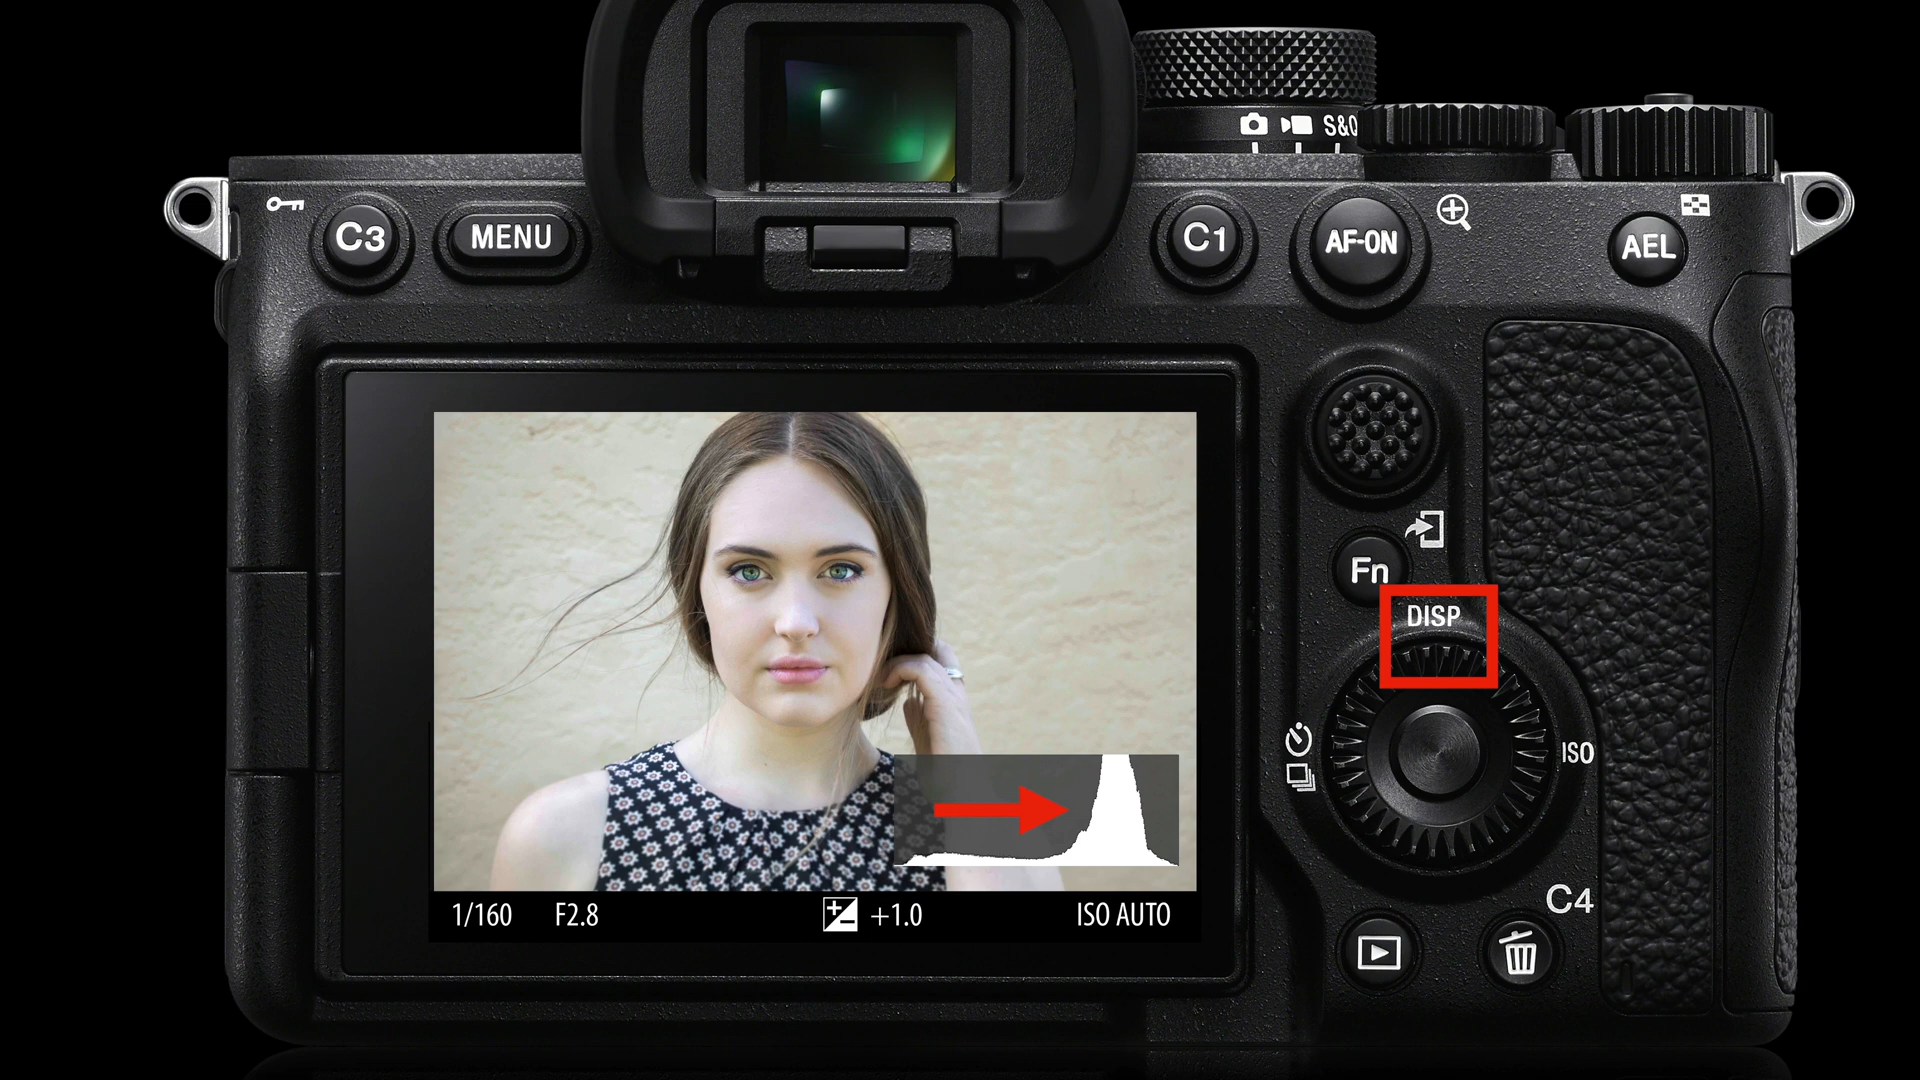 S&Q
C3
MENU
C1
AF-ON
AEL
Fn
DISP
ISO
C4
1/160 F2.8 +1.0 ISO AUTO